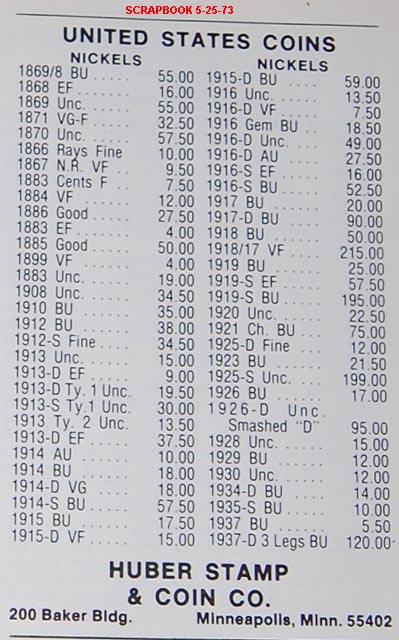 SCRAPBOOK 5-25-73
UNITED STATES COINS
NICKELS
1869/8 BU ..... 55.00
1868 EF ....... 16.00
1869 Unc. ..... 55.00
1871 VG-F ..... 32.50
1870 Unc. ..... 57.50
1866 Rays Fine 10.00
1867 N.R. VF .. 9.50
1883 Cents F .. 7.50
1884 VF ....... 12.00
1886 Good ..... 27.50
1883 EF ....... 4.00
1885 Good ..... 50.00
1899 VF ....... 4.00
1883 Unc. ..... 19.00
1908 Unc. ..... 34.50
1910 BU ....... 35.00
1912 BU ....... 38.00
1912-S Fine ... 34.50
1913 Unc. ..... 15.00
1913-D EF ..... 9.00
1913-D Ty. 1 Unc. 19.50
1913-S Ty.1 Unc. 30.00
1913 Ty. 2 Unc. 13.50
1913-D EF ..... 37.50
1914 AU ....... 10.00
1914 BU ....... 18.00
1914-D VG ..... 18.00
1914-S BU ..... 57.50
1915 BU ....... 17.50
1915-D VF ..... 15.00
NICKELS
1915-D BU ..... 59.00
1916 Unc. ..... 13.50
1916-D VF ..... 7.50
1916 Gem BU .. 18.50
1916-D Unc. ... 49.00
1916-D AU ..... 27.50
1916-S EF ..... 16.00
1916-S BU ..... 52.50
1917 BU ....... 20.00
1917-D BU ..... 90.00
1918 BU ....... 50.00
1918/17 VF .... 215.00
1919 BU ....... 25.00
1919-S EF ..... 57.50
1919-S BU ..... 195.00
1920 Unc. ..... 22.50
1921 Ch. BU ... 75.00
1925-D Fine ... 12.00
1923 BU ....... 21.50
1925-S Unc. ... 199.00
1926 BU ....... 17.00
1926-D Unc.
Smashed "D" 95.00
1928 Unc. ..... 15.00
1929 BU ....... 12.00
1930 Unc. ..... 12.00
1934-D BU ..... 14.00
1935-S BU ..... 10.00
1937 BU ....... 5.50
1937-D 3 Legs BU 120.00
HUBER STAMP
& COIN CO.
200 Baker Bldg. Minneapolis, Minn. 55402